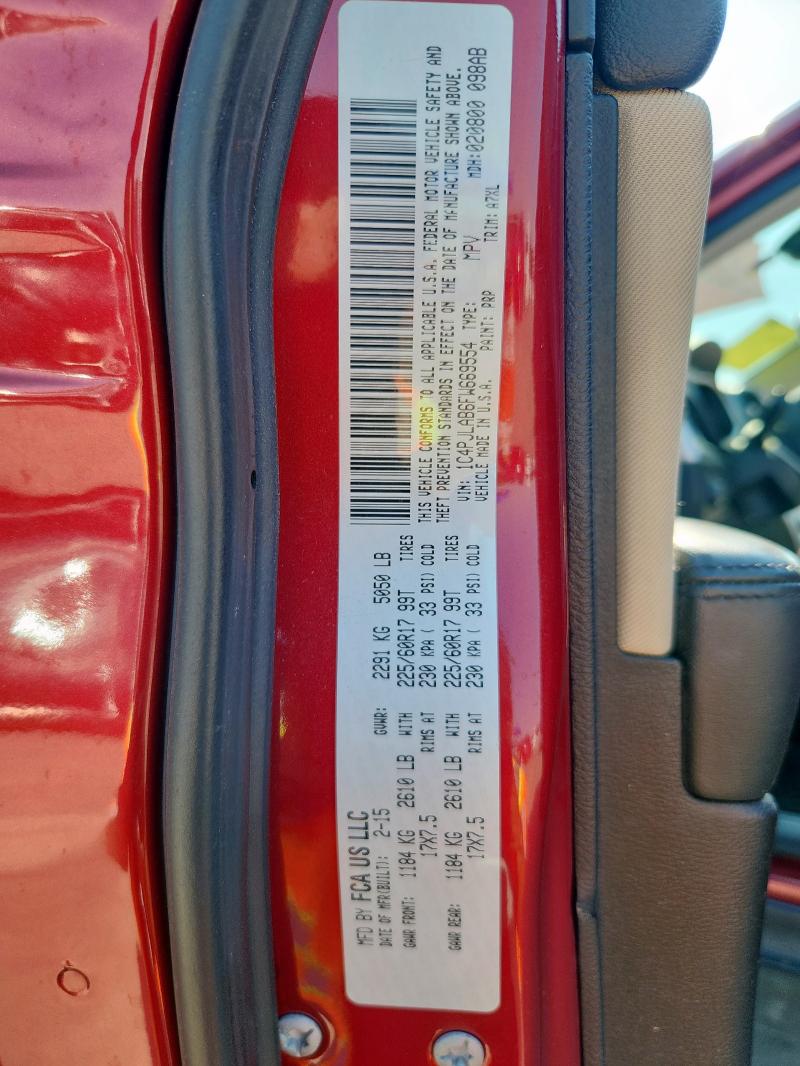 MFD BY FCA US LLC
DATE OF MFR(BUILT): 2-15 GVWR: 2291 KG 5050 LB
GAWR FRONT: 1184 KG 2610 LB WITH 225/60R17 99T TIRES
17X7.5 RIMS AT 230 KPA ( 33 PSI) COLD
GAWR REAR: 1184 KG 2610 LB WITH 225/60R17 99T TIRES
17X7.5 RIMS AT 230 KPA ( 33 PSI) COLD
THIS VEHICLE CONFORMS TO ALL APPLICABLE U.S.A. FEDERAL MOTOR VEHICLE SAFETY AND
THEFT PREVENTION STANDARDS IN EFFECT ON THE DATE OF MANUFACTURE SHOWN ABOVE.
VIN: 1C4PJLAB6FW669554 TYPE: MPV MDH:020800 098AB
VEHICLE MADE IN U.S.A. PAINT: PRP TRIM: A7XL